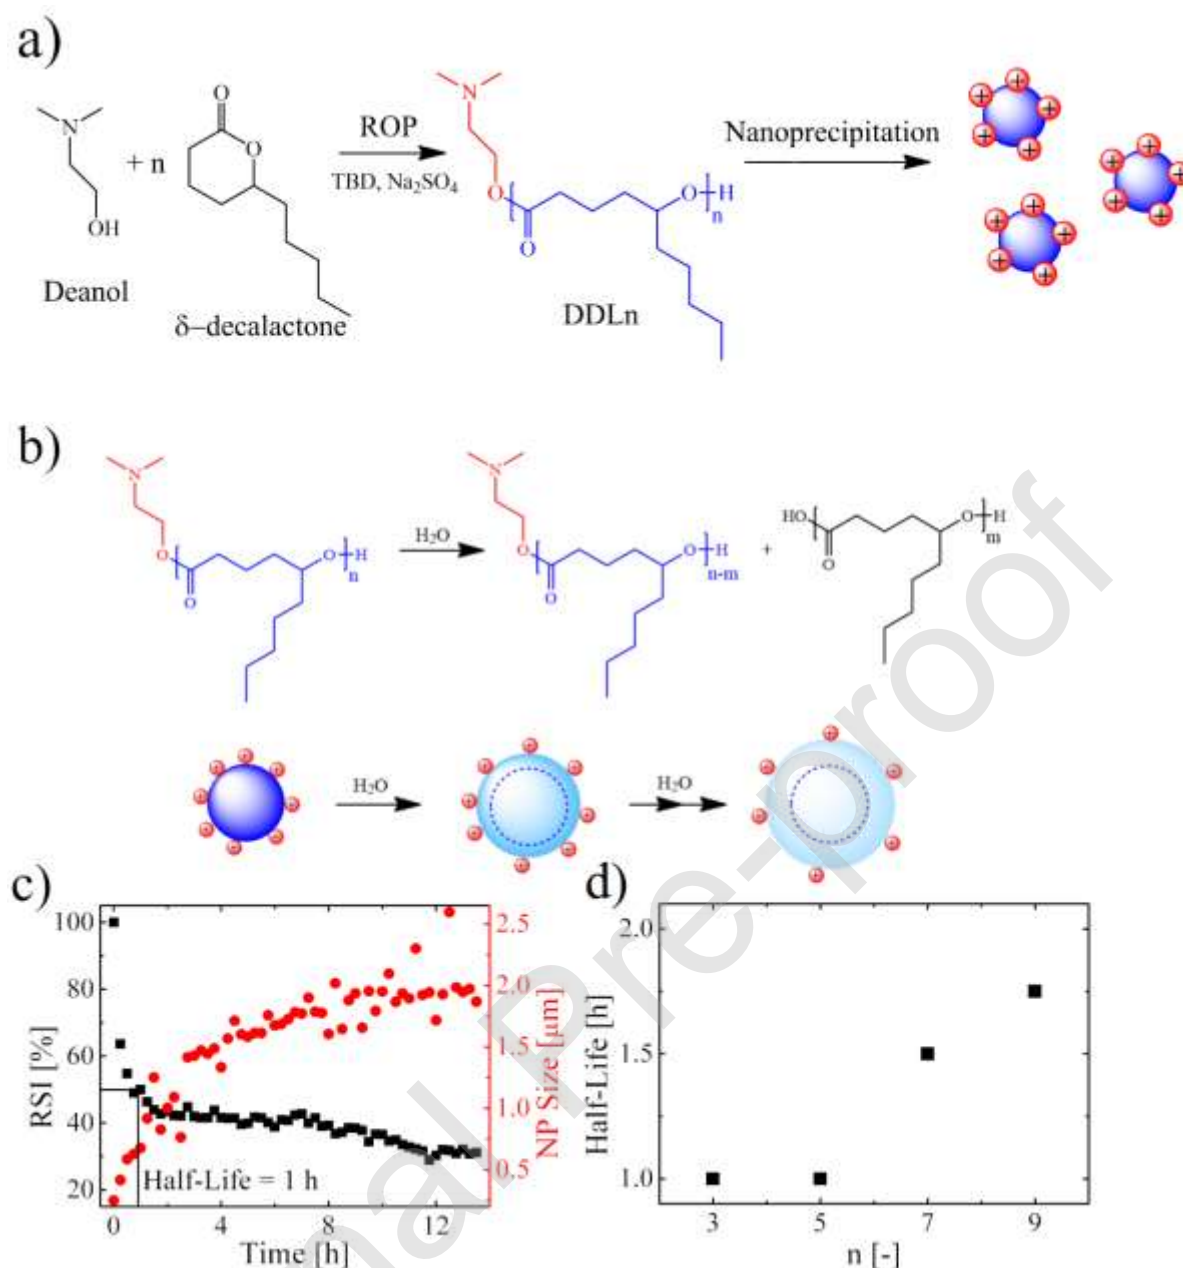 a)
N
OH
Deanol
+ n
O
O
δ–decalactone
ROP
TBD, Na₂SO₄
N
O
O
O
H
n
DDLn
Nanoprecipitation
+ + + + +
+ + + + +
+ + + + +
b)
N
O
O
O
H
n
H₂O
N
O
O
O
H
n-m
+
HO
O
O
H
m
H₂O
H₂O
c)
100
80
60
40
20
RSI [%]
Half-Life = 1 h
0 4 8 12
Time [h]
2.5
2.0
1.5
1.0
0.5
NP Size [μm]
d)
2.0
1.5
1.0
Half-Life [h]
3 5 7 9
n [-]
nal Pre-proof